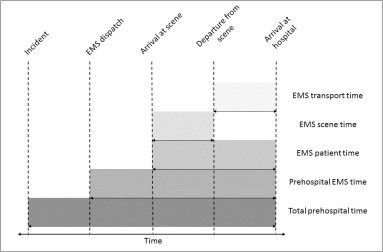 Incident
EMS dispatch
Arrival at scene
Departure from
scene
Arrival at
hospital
EMS transport time
EMS scene time
EMS patient time
Prehospital EMS time
Total prehospital time
Time